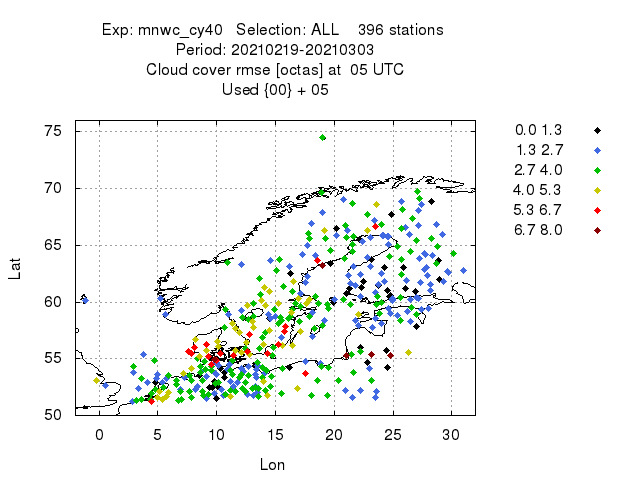 Exp: mnwc_cy40   Selection: ALL    396 stations
Period: 20210219-20210303
Cloud cover rmse [octas] at  05 UTC
Used {00} + 05
0.0 1.3
1.3 2.7
2.7 4.0
4.0 5.3
5.3 6.7
6.7 8.0
75
70
65
60
55
50
Lat
0 5 10 15 20 25 30
Lon